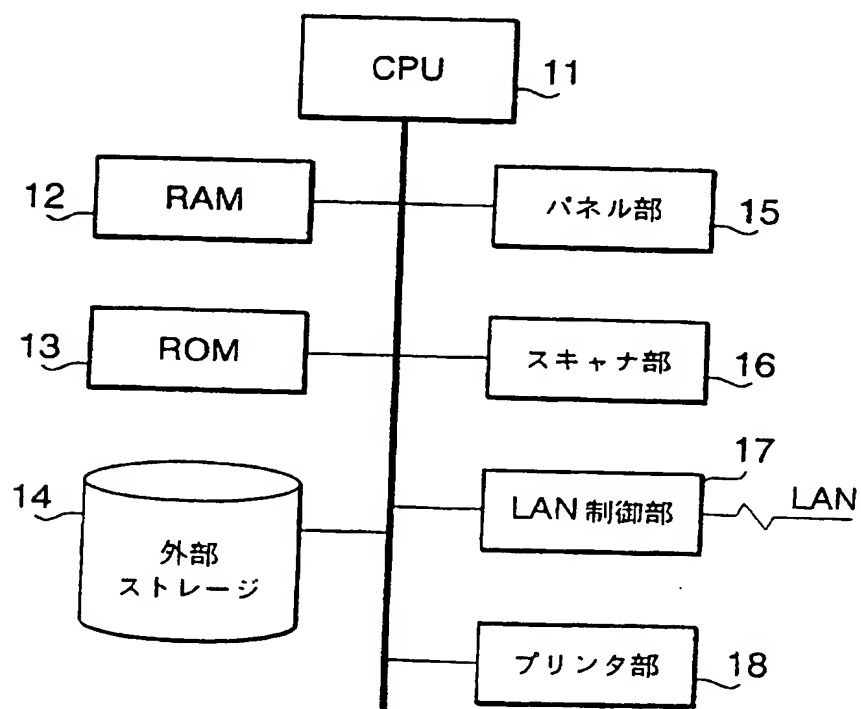 CPU
11
12
RAM
パネル部
15
13
ROM
スキャナ部
16
14
外部
ストレージ
17
LAN制御部
LAN
プリンタ部
18